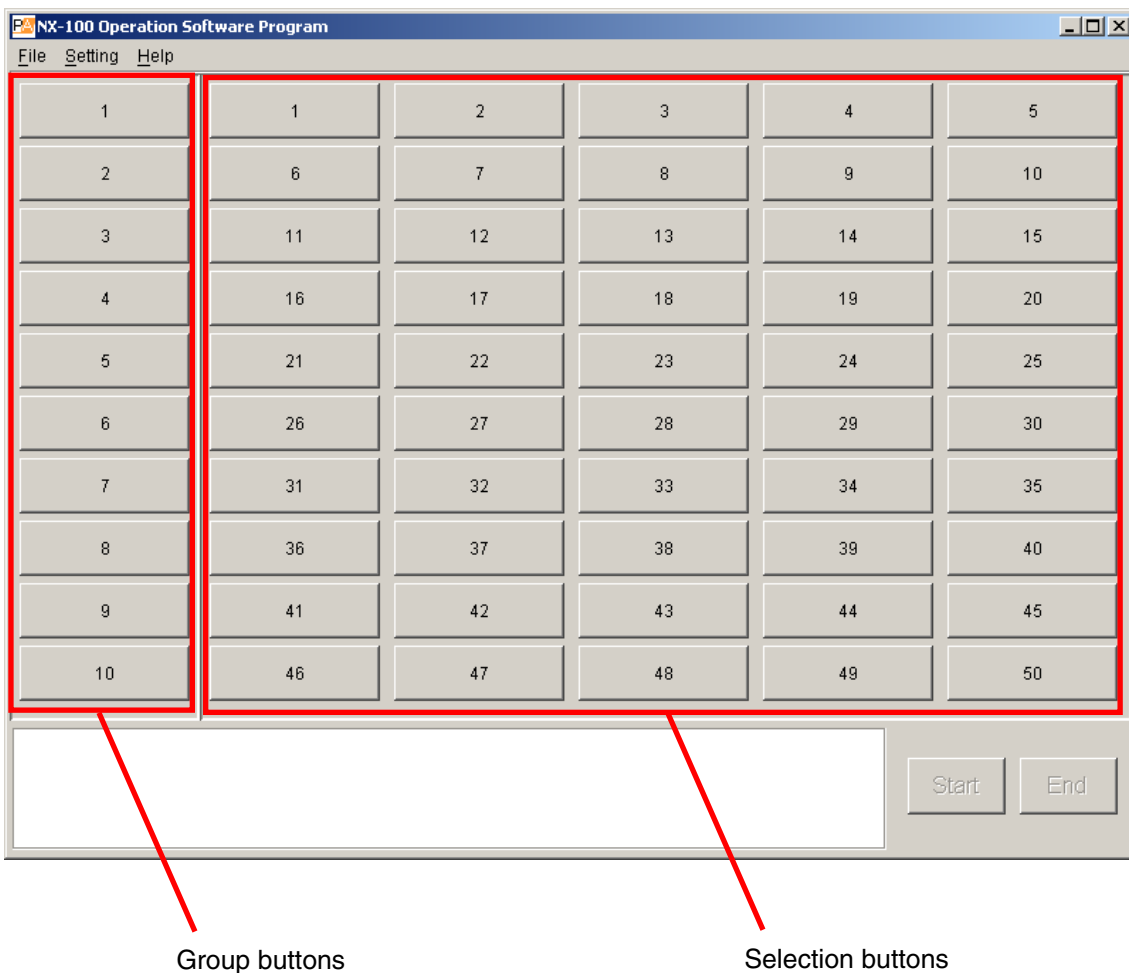 PA NX-100 Operation Software Program
File Setting Help
1 1 2 3 4 5
2 6 7 8 9 10
3 11 12 13 14 15
4 16 17 18 19 20
5 21 22 23 24 25
6 26 27 28 29 30
7 31 32 33 34 35
8 36 37 38 39 40
9 41 42 43 44 45
10 46 47 48 49 50
Start End
Group buttons Selection buttons